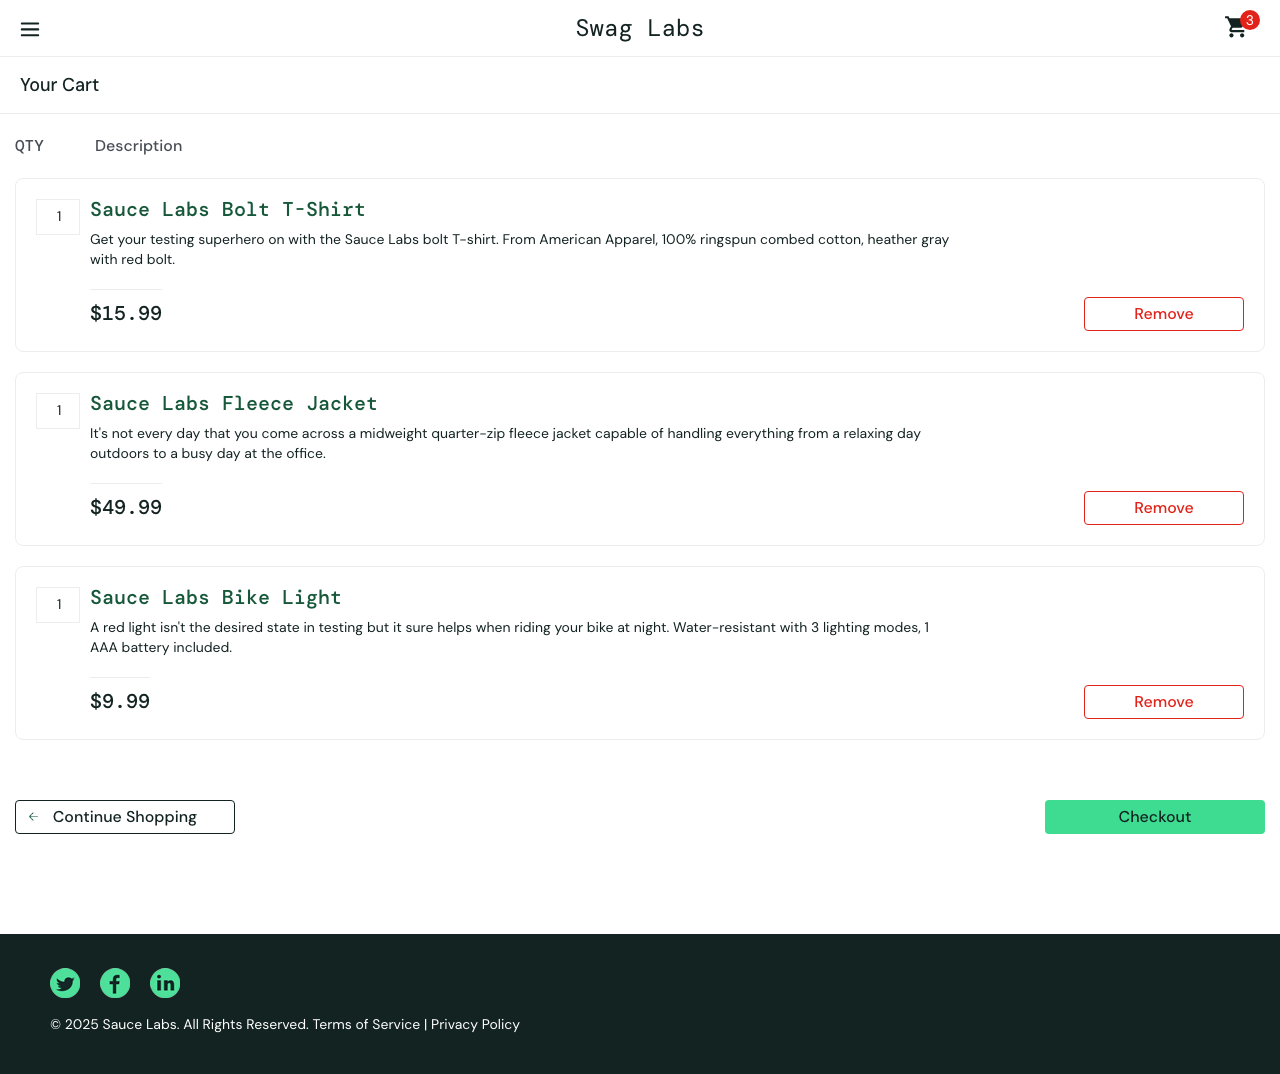 Swag Labs
3
Your Cart
QTY Description
1 Sauce Labs Bolt T-Shirt
Get your testing superhero on with the Sauce Labs bolt T-shirt. From American Apparel, 100% ringspun combed cotton, heather gray
with red bolt.
$15.99 Remove
1 Sauce Labs Fleece Jacket
It's not every day that you come across a midweight quarter-zip fleece jacket capable of handling everything from a relaxing day
outdoors to a busy day at the office.
$49.99 Remove
1 Sauce Labs Bike Light
A red light isn't the desired state in testing but it sure helps when riding your bike at night. Water-resistant with 3 lighting modes, 1
AAA battery included.
$9.99 Remove
Continue Shopping Checkout
© 2025 Sauce Labs. All Rights Reserved. Terms of Service | Privacy Policy